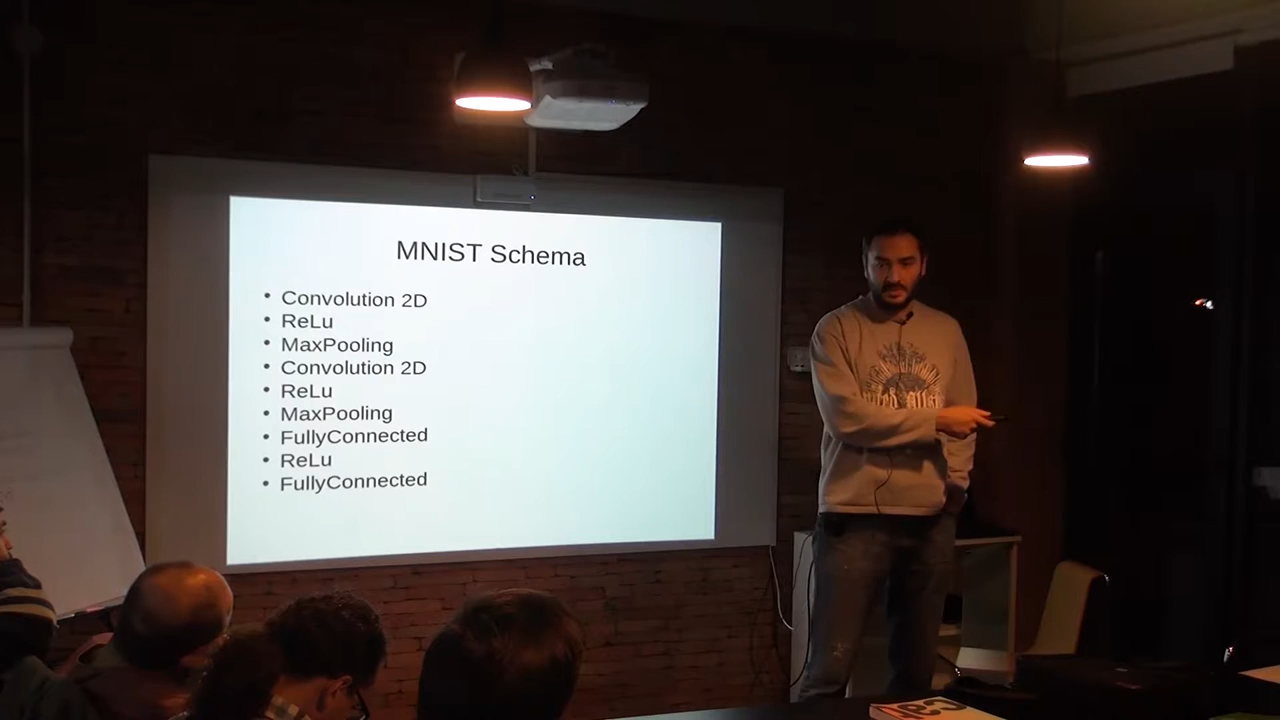 MNIST Schema
• Convolution 2D
• ReLu
• MaxPooling
• Convolution 2D
• ReLu
• MaxPooling
• FullyConnected
• ReLu
• FullyConnected